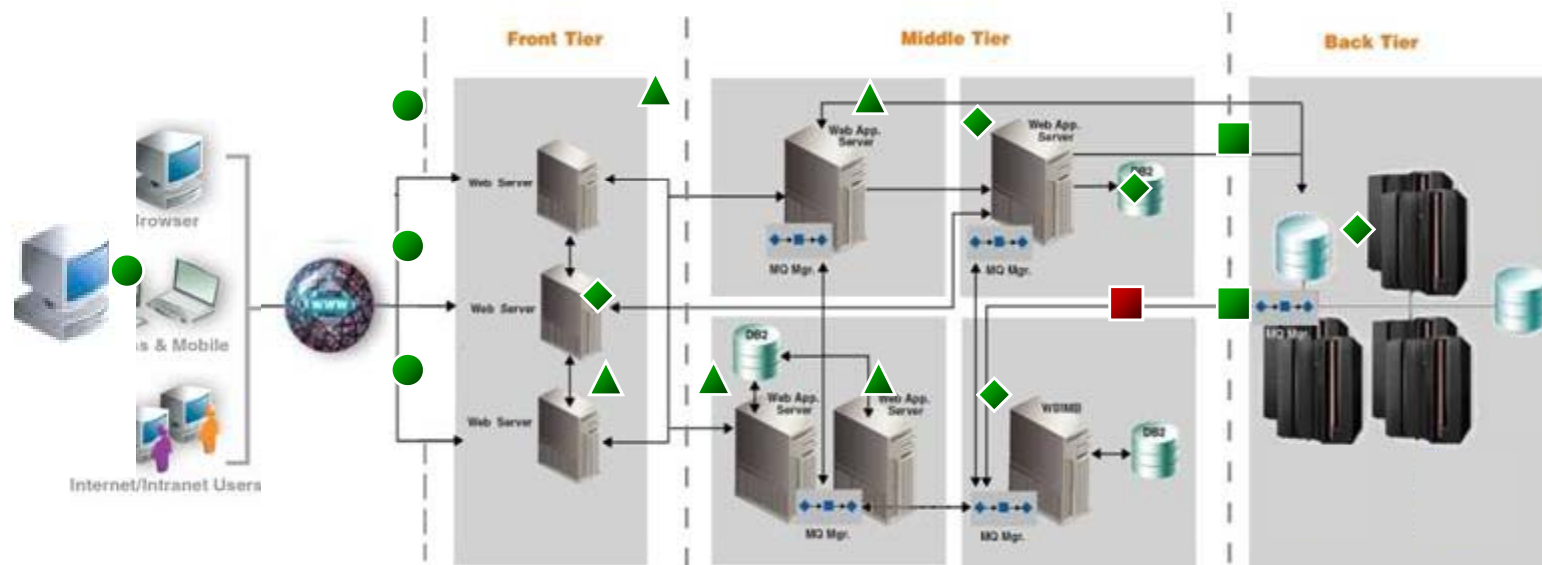 Front Tier
Middle Tier
Back Tier
Browser
Mobile
Internet/Intranet Users
WWW
Web Server
Web Server
Web Server
Web App.
Server
MQ Mgr.
Web App.
Server
DB2
MQ Mgr.
DB2
Web App.
Server
Web App.
Server
MQ Mgr.
WBIMB
DB2
MQ Mgr.
MQ Mgr.